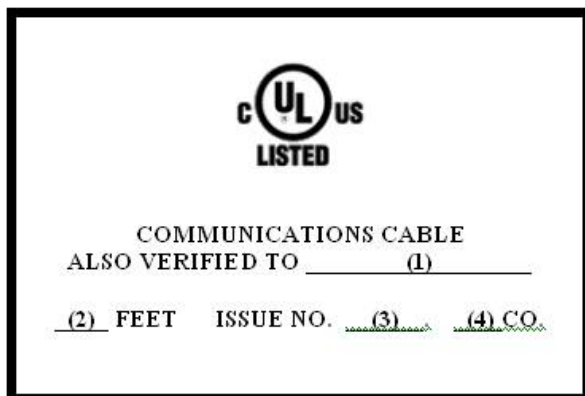 C UL US
®
LISTED
COMMUNICATIONS CABLE
ALSO VERIFIED TO (1)
(2) FEET ISSUE NO. (3) . (4) CO.